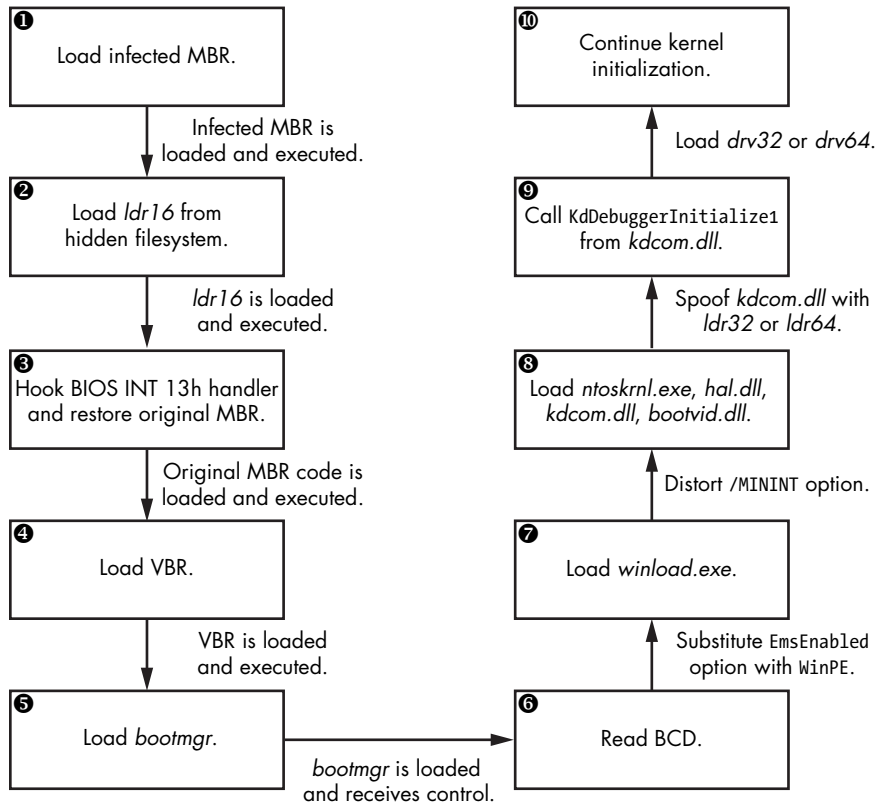 ❶
Load infected MBR.
Infected MBR is
loaded and executed.
❷
Load ldr16 from
hidden filesystem.
ldr16 is loaded
and executed.
❸
Hook BIOS INT 13h handler
and restore original MBR.
Original MBR code is
loaded and executed.
❹
Load VBR.
VBR is loaded
and executed.
❺
Load bootmgr.
bootmgr is loaded
and receives control.
❻
Read BCD.
Substitute EmsEnabled
option with WinPE.
❼
Load winload.exe.
Distort /MININT option.
❽
Load ntoskrnl.exe, hal.dll,
kdcom.dll, bootvid.dll.
Spoof kdcom.dll with
ldr32 or ldr64.
❾
Call KdDebuggerInitialize1
from kdcom.dll.
Load drv32 or drv64.
❿
Continue kernel
initialization.